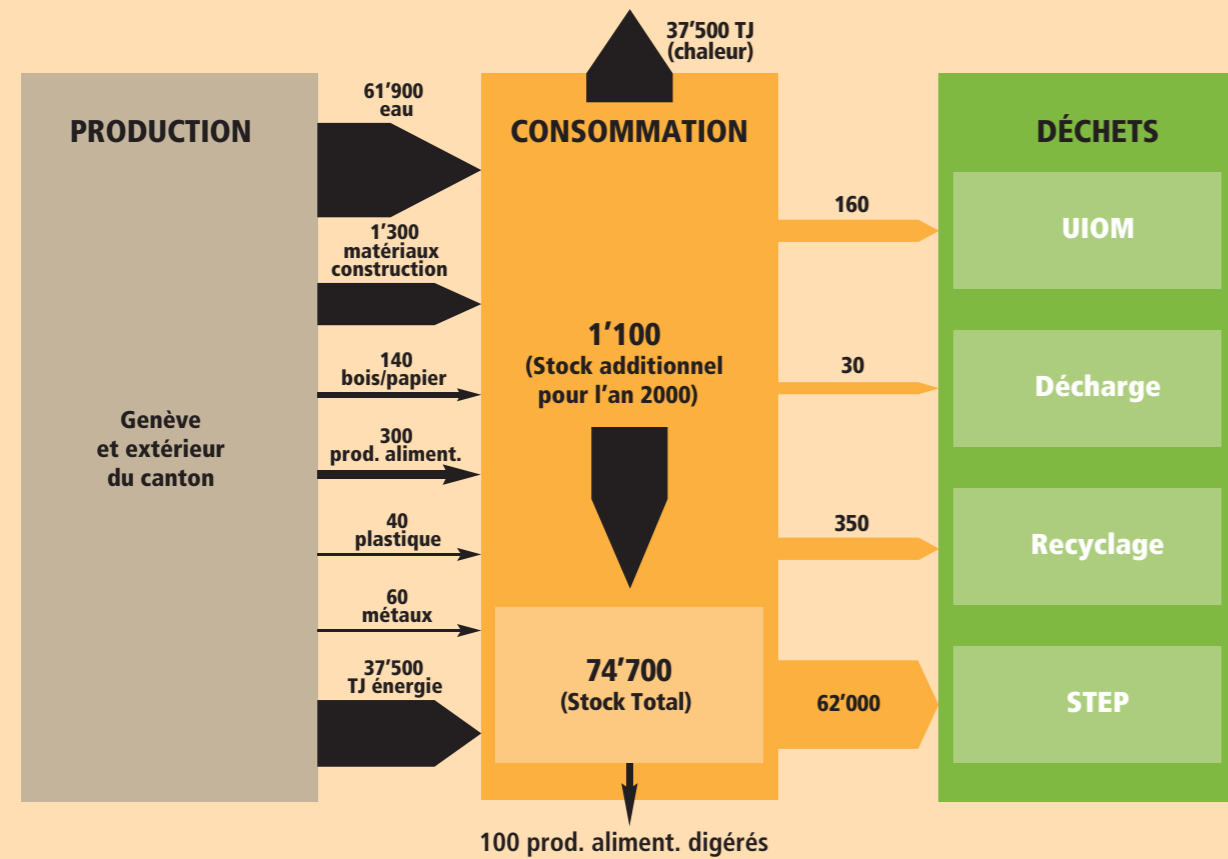 37’500 TJ
(chaleur)
PRODUCTION
Genève
et extérieur
du canton
61’900
eau
1’300
matériaux
construction
140
bois/papier
300
prod. aliment.
40
plastique
60
métaux
37’500
TJ énergie
CONSOMMATION
1’100
(Stock additionnel
pour l’an 2000)
74’700
(Stock Total)
100 prod. aliment. digérés
160
30
350
62’000
DÉCHETS
UIOM
Décharge
Recyclage
STEP